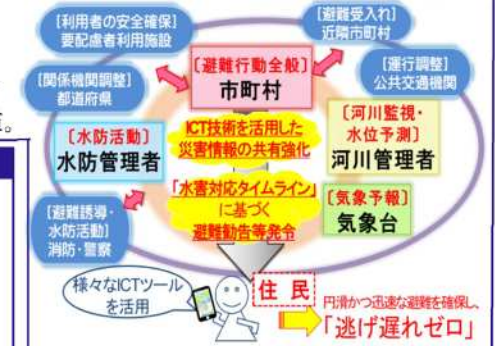 〔利用者の安全確保〕
要配慮者利用施設
〔避難受入れ〕
近隣市町村
〔関係機関調整〕
都道府県
〔避難行動全般〕
市町村
〔運行調整〕
公共交通機関
。
〔水防活動〕
水防管理者
ICT技術を活用した
災害情報の共有強化
〔河川監視・
水位予測〕
河川管理者
「水害対応タイムライン」
に基づく
避難勧告等発令
〔気象予報〕
気象台
〔避難誘導・
水防活動〕
消防・警察
様々なICTツール
を活用
住民
円滑かつ迅速な避難を確保し、
「逃げ遅れゼロ」